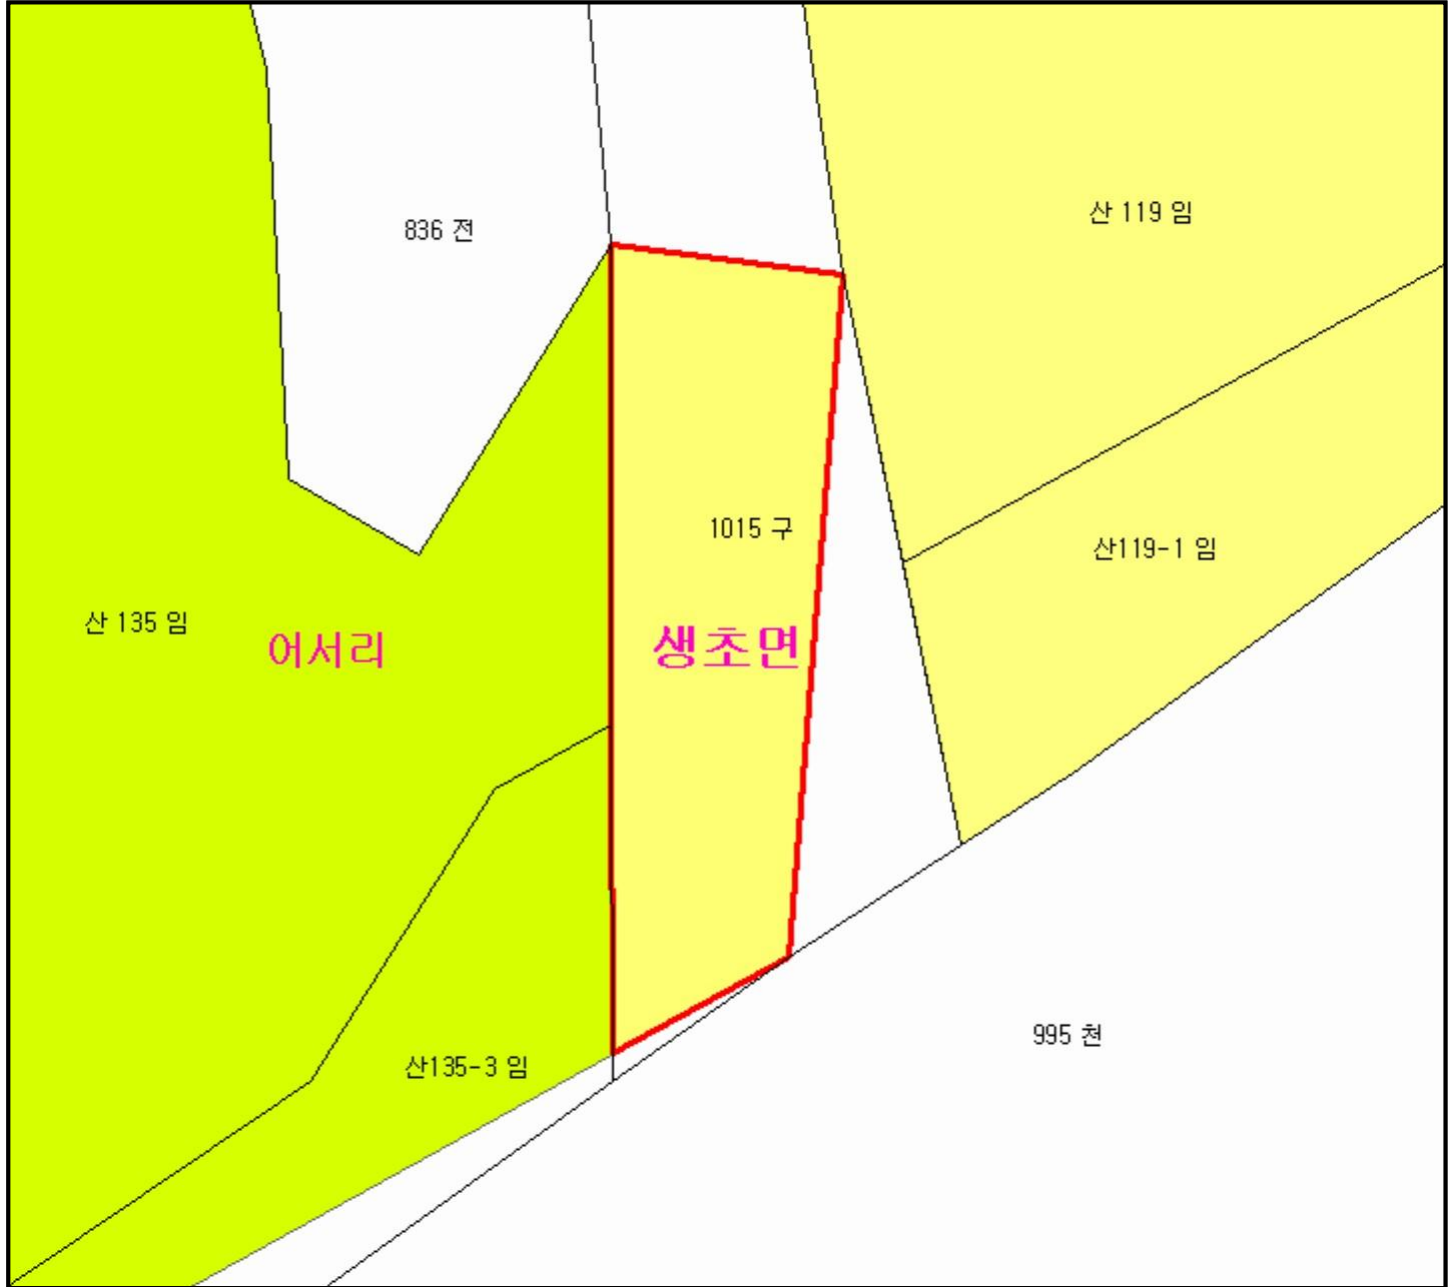 산 119 임
836 전
1015 구
산119-1 임
산 135 임
어서리
생초면
995 천
산135-3 임